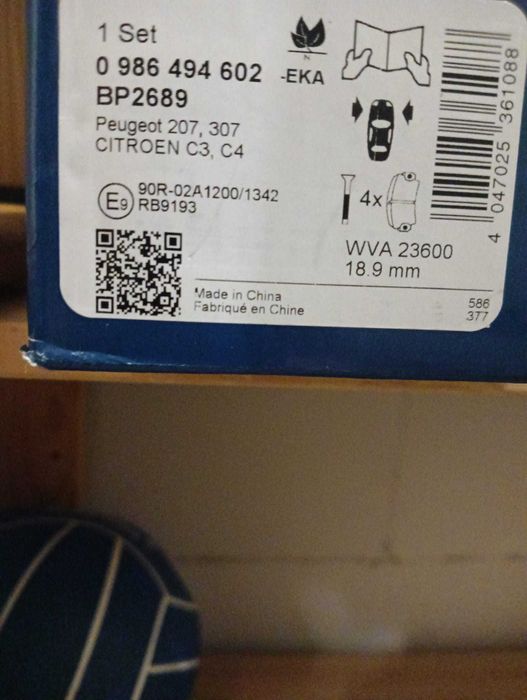 1 Set
0 986 494 602
BP2689
Peugeot 207, 307
CITROEN C3, C4
N
-EKA
E9
90R-02A1200/1342
RB9193
4x
WVA 23600
18.9 mm
Made in China
Fabriqué en Chine
586
377
4 047025 361088